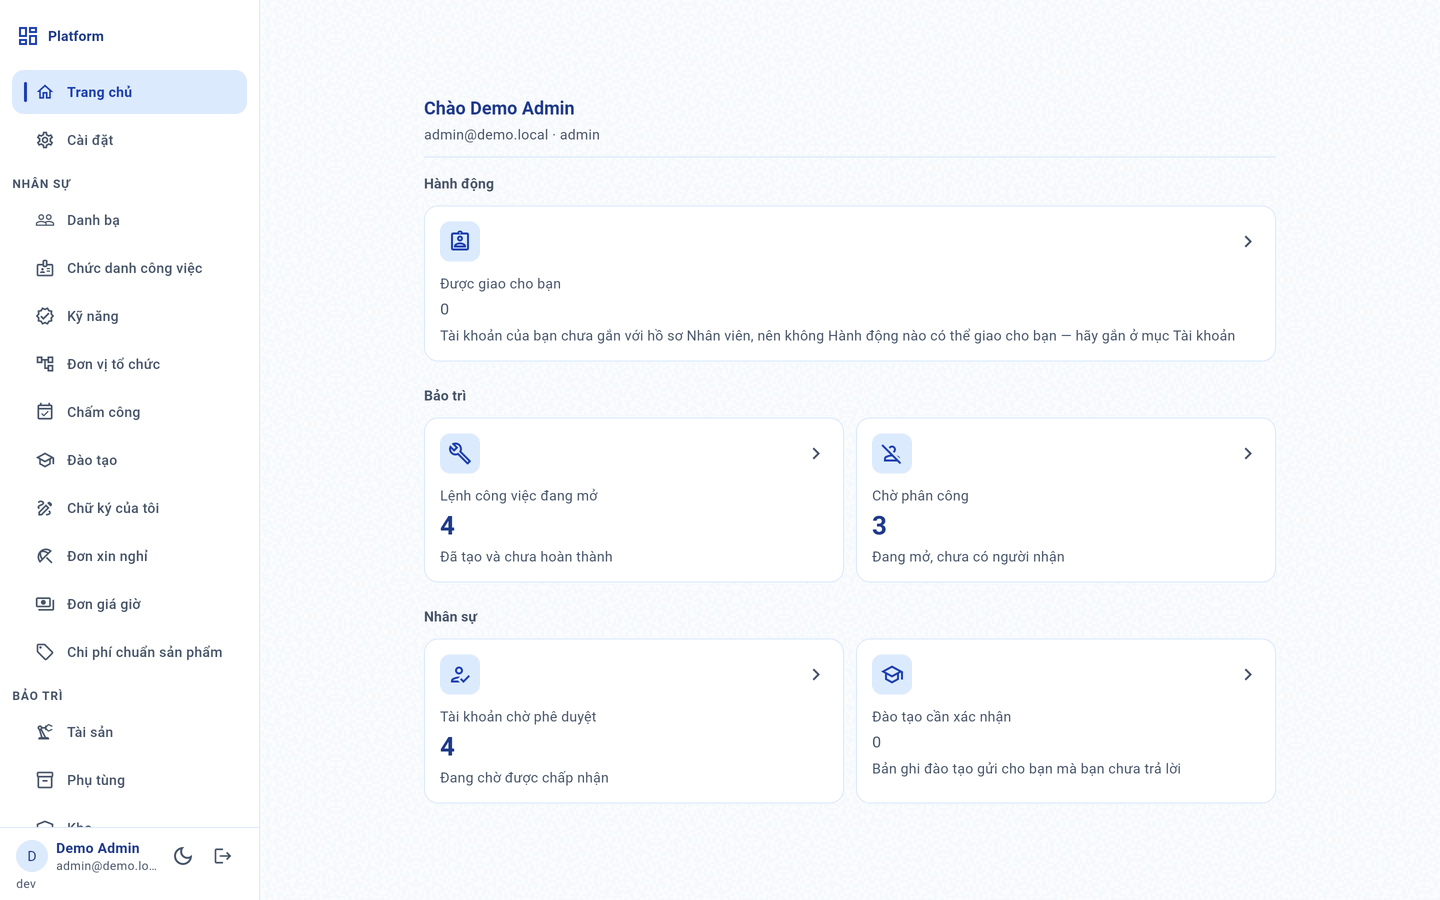 Platform
Trang chủ
Cài đặt
NHÂN SỰ
Danh bạ
Chức danh công việc
Kỹ năng
Đơn vị tổ chức
Chấm công
Đào tạo
Chữ ký của tôi
Đơn xin nghỉ
Đơn giá giờ
Chi phí chuẩn sản phẩm
BẢO TRÌ
Tài sản
Phụ tùng
D
Demo Admin
admin@demo.lo...
dev
Chào Demo Admin
admin@demo.local · admin
Hành động
Được giao cho bạn
0
Tài khoản của bạn chưa gắn với hồ sơ Nhân viên, nên không Hành động nào có thể giao cho bạn — hãy gắn ở mục Tài khoản
Bảo trì
Lệnh công việc đang mở
4
Đã tạo và chưa hoàn thành
Chờ phân công
3
Đang mở, chưa có người nhận
Nhân sự
Tài khoản chờ phê duyệt
4
Đang chờ được chấp nhận
Đào tạo cần xác nhận
0
Bản ghi đào tạo gửi cho bạn mà bạn chưa trả lời